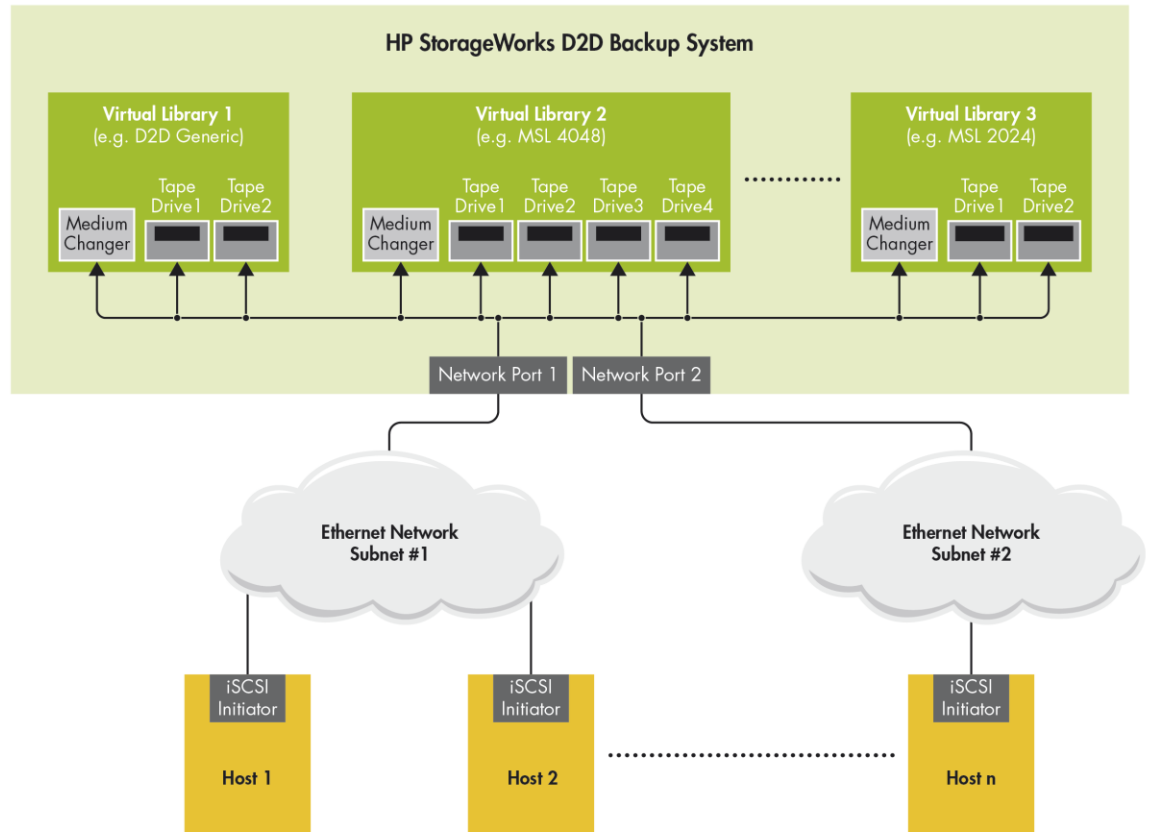 HP StorageWorks D2D Backup System
Virtual Library 1
(e.g. D2D Generic)
Medium
Changer
Tape
Drive1
Tape
Drive2
Virtual Library 2
(e.g. MSL 4048)
Medium
Changer
Tape
Drive1
Tape
Drive2
Tape
Drive3
Tape
Drive4
Virtual Library 3
(e.g. MSL 2024)
Medium
Changer
Tape
Drive1
Tape
Drive2
Network Port 1
Network Port 2
Ethernet Network
Subnet #1
Ethernet Network
Subnet #2
iSCSI
Initiator
Host 1
iSCSI
Initiator
Host 2
iSCSI
Initiator
Host n